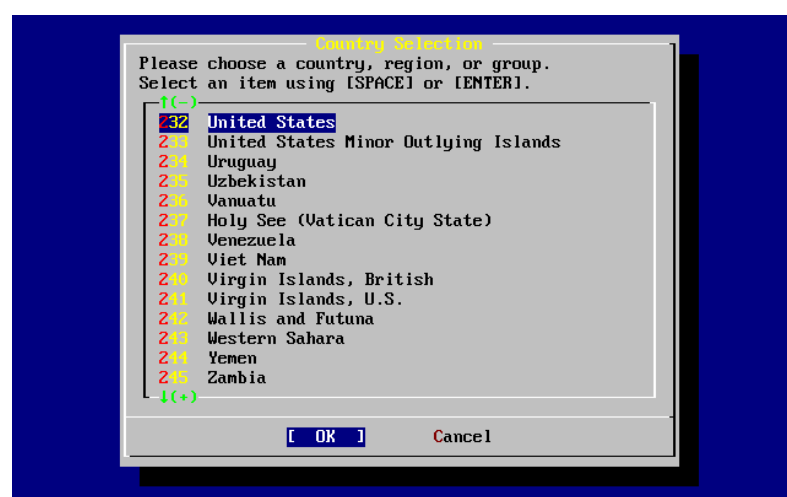 Country Selection
Please choose a country, region, or group.
Select an item using [SPACE] or [ENTER].
↑(-)
232 United States
233 United States Minor Outlying Islands
234 Uruguay
235 Uzbekistan
236 Vanuatu
237 Holy See (Vatican City State)
238 Venezuela
239 Viet Nam
240 Virgin Islands, British
241 Virgin Islands, U.S.
242 Wallis and Futuna
243 Western Sahara
244 Yemen
245 Zambia
↓(+)
[ OK ] Cancel